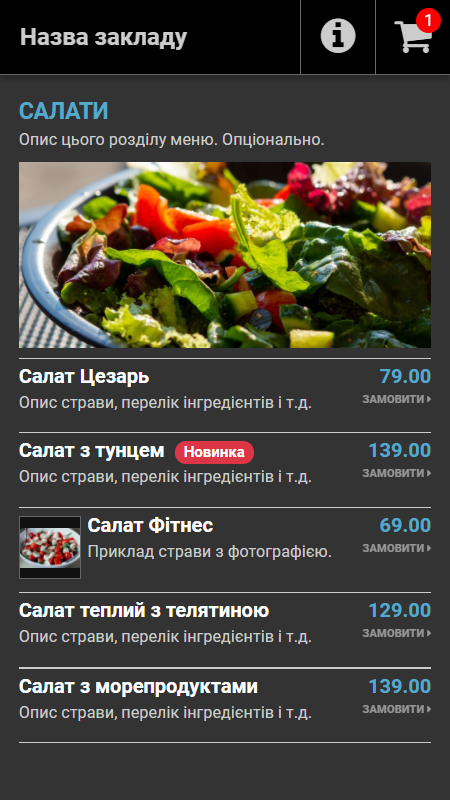 Назва закладу
1
САЛАТИ
Опис цього розділу меню. Опціонально.
Салат Цезарь
79.00
Опис страви, перелік інгредієнтів і т.д.
ЗАМОВИТИ
Салат з тунцем Новинка
139.00
Опис страви, перелік інгредієнтів і т.д.
ЗАМОВИТИ
Салат Фітнес
69.00
Приклад страви з фотографією.
ЗАМОВИТИ
Салат теплий з телятиною
129.00
Опис страви, перелік інгредієнтів і т.д.
ЗАМОВИТИ
Салат з морепродуктами
139.00
Опис страви, перелік інгредієнтів і т.д.
ЗАМОВИТИ